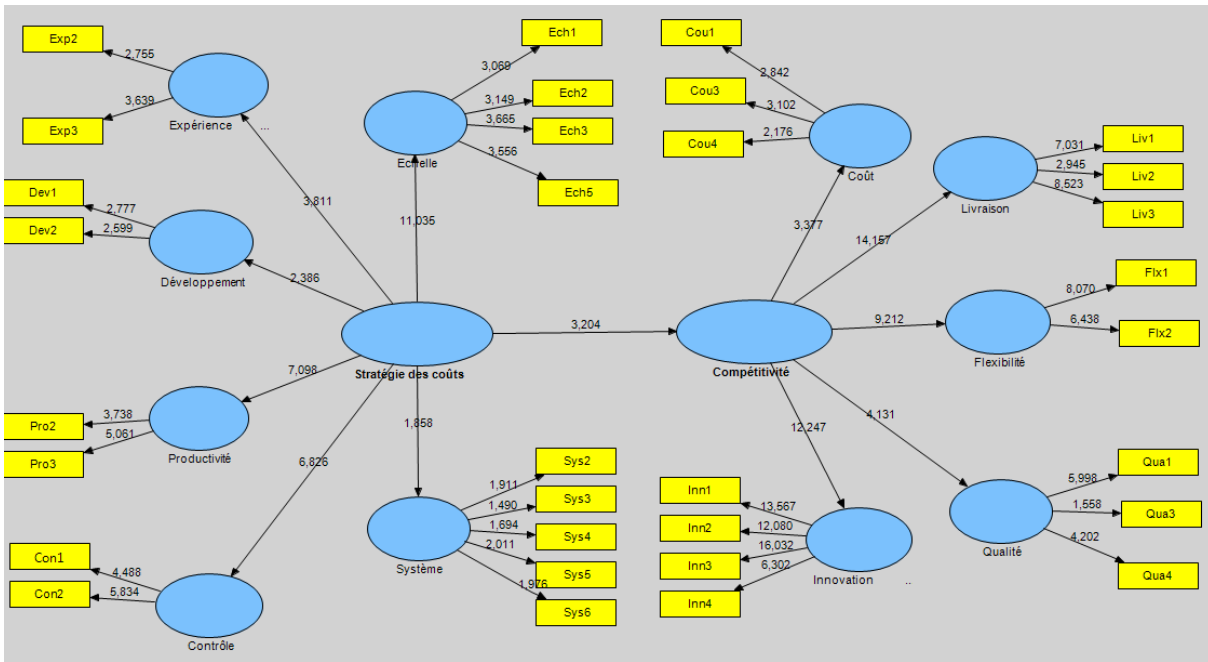 Exp2
2,755
3,639
Exp3
Expérience ...
Ech1
3,069
Ech2
3,149
Ech3
3,665
3,556
Ech5
Echelle
Cou1
2,842
Cou3
3,102
Cou4
2,176
Coût
Liv1
7,031
Liv2
2,945
8,523
Liv3
Livraison
Dev1
2,777
Dev2
2,599
Développement
3,811
11,035
2,386
3,377
14,157
Flx1
8,070
6,438
Flx2
Flexibilité
3,204
9,212
Stratégie des coûts
Compétitivité
7,098
1,858
6,826
4,131
12,247
Pro2
3,738
5,061
Pro3
Productivité
Sys2
1,911
Sys3
1,490
Sys4
1,694
2,011
Sys5
1,976
Sys6
Système
Inn1
13,567
Inn2
12,080
16,032
Inn3
6,302
Inn4
Innovation ..
Qua1
5,998
1,558
Qua3
4,202
Qua4
Qualité
Con1
4,488
Con2
5,834
Contrôle